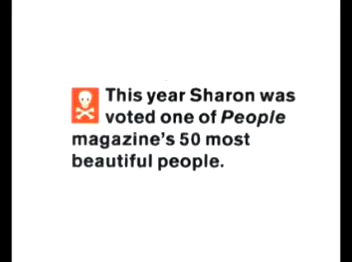 This year Sharon was
voted one of People
magazine's 50 most
beautiful people.